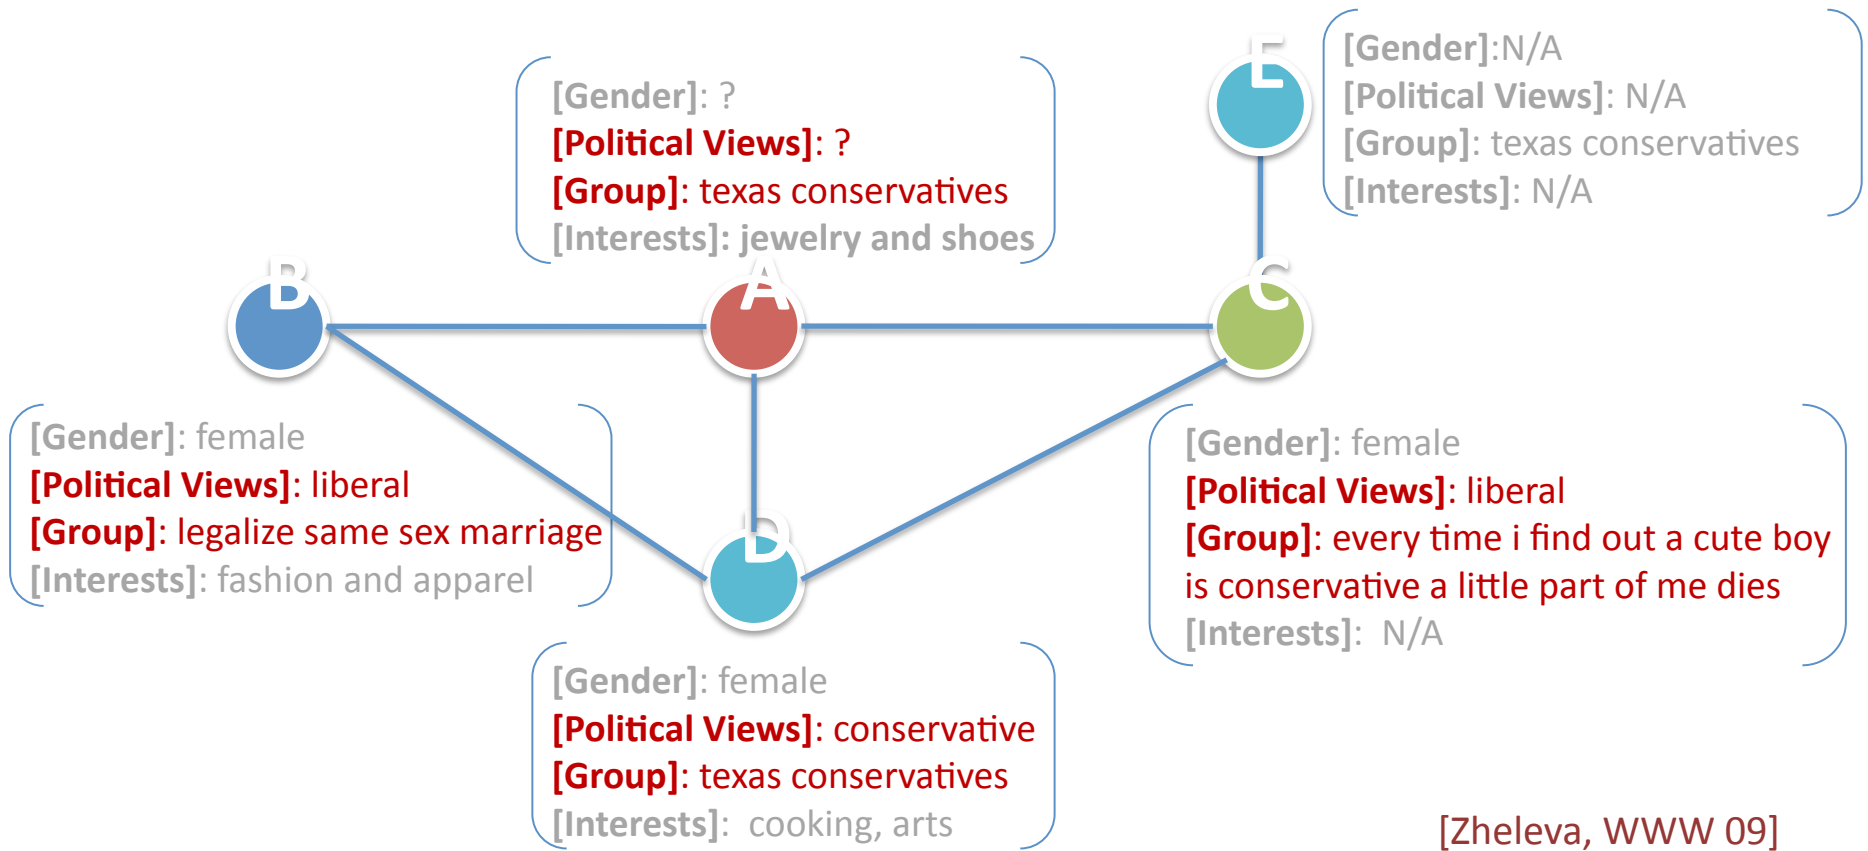 E
[Gender]:N/A
[Political Views]: N/A
[Group]: texas conservatives
[Interests]: N/A
[Gender]: ?
[Political Views]: ?
[Group]: texas conservatives
[Interests]: jewelry and shoes
B
A
C
[Gender]: female
[Political Views]: liberal
[Group]: legalize same sex marriage
[Interests]: fashion and apparel
[Gender]: female
[Political Views]: liberal
[Group]: every time i find out a cute boy
is conservative a little part of me dies
[Interests]: N/A
D
[Gender]: female
[Political Views]: conservative
[Group]: texas conservatives
[Interests]: cooking, arts
[Zheleva, WWW 09]